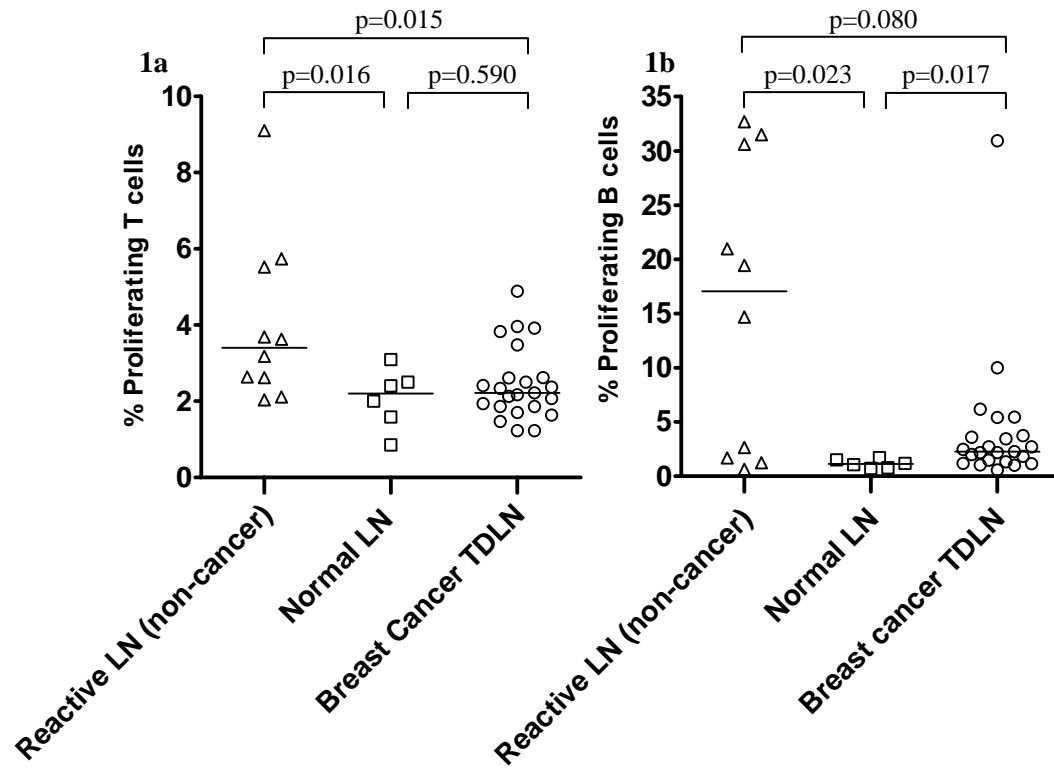 p=0.015
1a
p=0.016
p=0.590
% Proliferating T cells
10
8
6
4
2
0
Reactive LN (non-cancer)
Normal LN
Breast Cancer TDLN
p=0.080
1b
p=0.023
p=0.017
% Proliferating B cells
35
30
25
20
15
10
5
0
Reactive LN (non-cancer)
Normal LN
Breast cancer TDLN